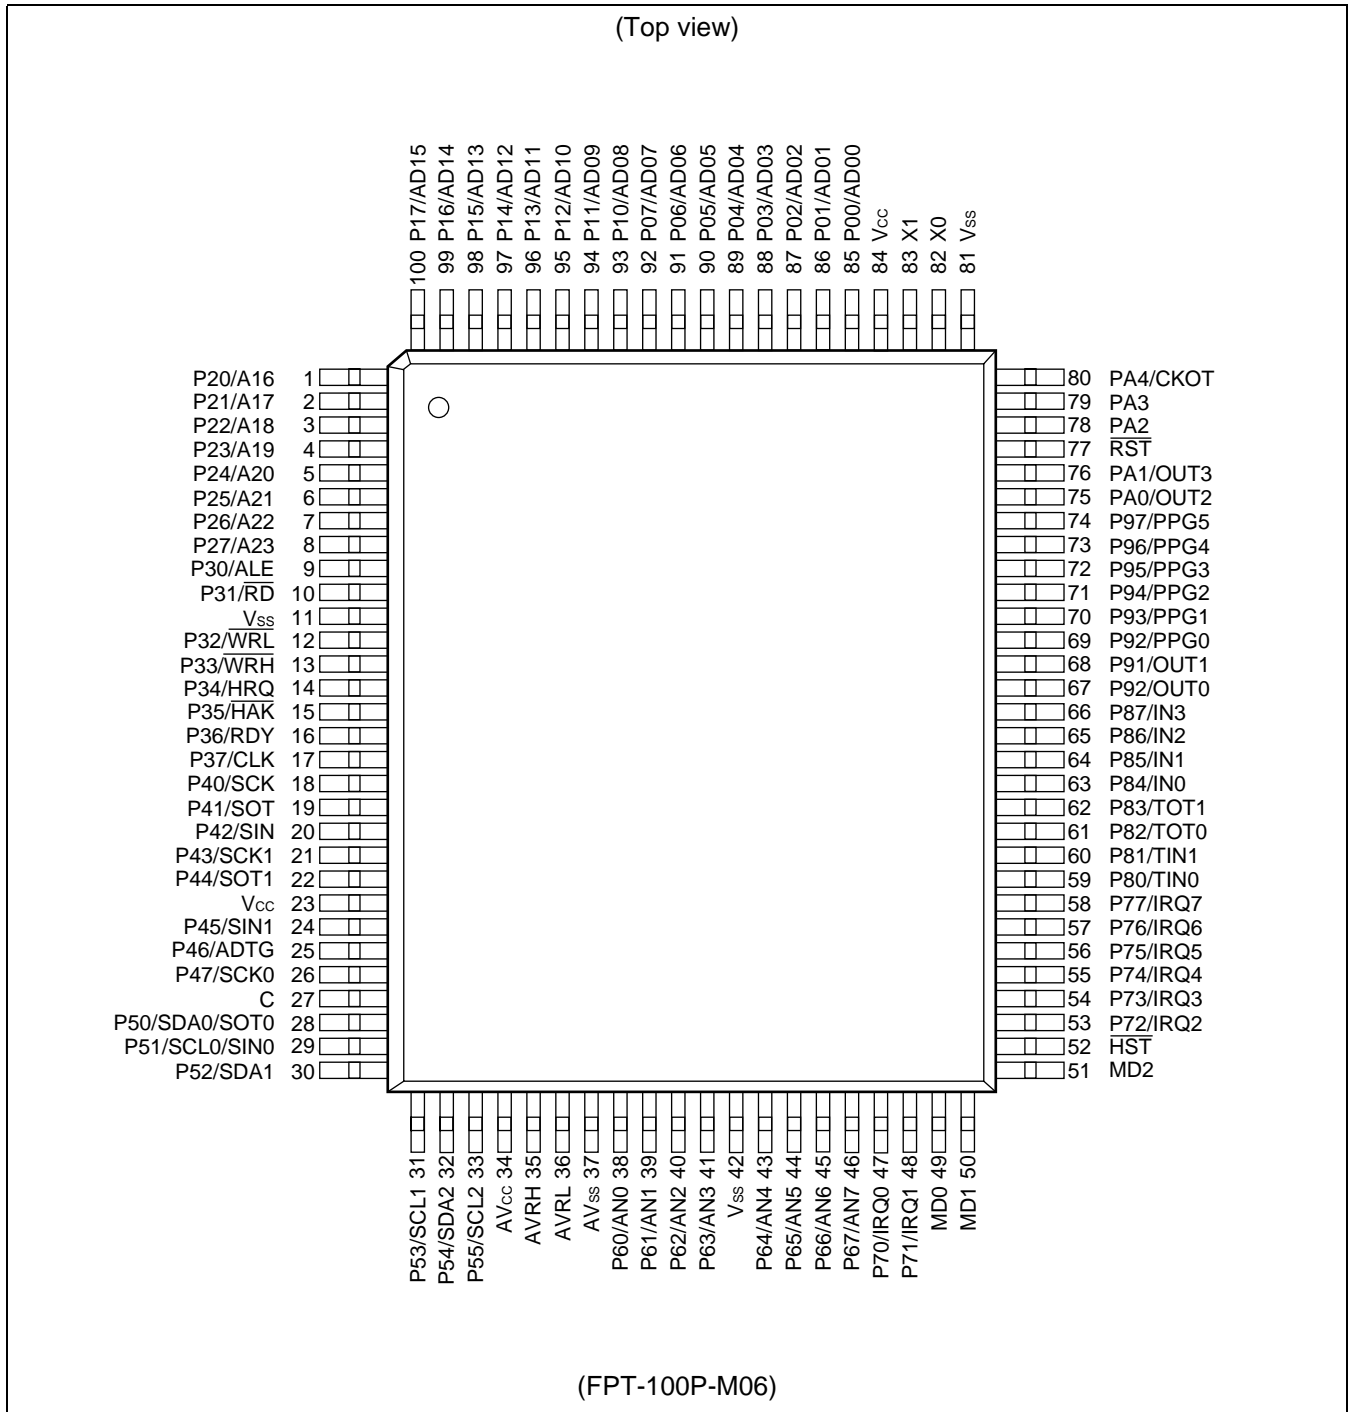 (Top view)
100 P17/AD15
99 P16/AD14
98 P15/AD13
97 P14/AD12
96 P13/AD11
95 P12/AD10
94 P11/AD09
93 P10/AD08
92 P07/AD07
91 P06/AD06
90 P05/AD05
89 P04/AD04
88 P03/AD03
87 P02/AD02
86 P01/AD01
85 P00/AD00
84 Vcc
83 X1
82 X0
81 Vss
P20/A16 1
P21/A17 2
P22/A18 3
P23/A19 4
P24/A20 5
P25/A21 6
P26/A22 7
P27/A23 8
P30/ALE 9
P31/R̅D̅ 10
Vss 11
P32/W̅R̅L̅ 12
P33/W̅R̅H̅ 13
P34/HRQ 14
P35/H̅A̅K̅ 15
P36/RDY 16
P37/CLK 17
P40/SCK 18
P41/SOT 19
P42/SIN 20
P43/SCK1 21
P44/SOT1 22
Vcc 23
P45/SIN1 24
P46/ADTG 25
P47/SCK0 26
C 27
P50/SDA0/SOT0 28
P51/SCL0/SIN0 29
P52/SDA1 30
80 PA4/CKOT
79 PA3
78 PA2
77 R̅S̅T̅
76 PA1/OUT3
75 PA0/OUT2
74 P97/PPG5
73 P96/PPG4
72 P95/PPG3
71 P94/PPG2
70 P93/PPG1
69 P92/PPG0
68 P91/OUT1
67 P92/OUT0
66 P87/IN3
65 P86/IN2
64 P85/IN1
63 P84/IN0
62 P83/TOT1
61 P82/TOT0
60 P81/TIN1
59 P80/TIN0
58 P77/IRQ7
57 P76/IRQ6
56 P75/IRQ5
55 P74/IRQ4
54 P73/IRQ3
53 P72/IRQ2
52 H̅S̅T̅
51 MD2
P53/SCL1 31
P54/SDA2 32
P55/SCL2 33
AVcc 34
AVRH 35
AVRL 36
AVss 37
P60/AN0 38
P61/AN1 39
P62/AN2 40
P63/AN3 41
Vss 42
P64/AN4 43
P65/AN5 44
P66/AN6 45
P67/AN7 46
P70/IRQ0 47
P71/IRQ1 48
MD0 49
MD1 50
(FPT-100P-M06)